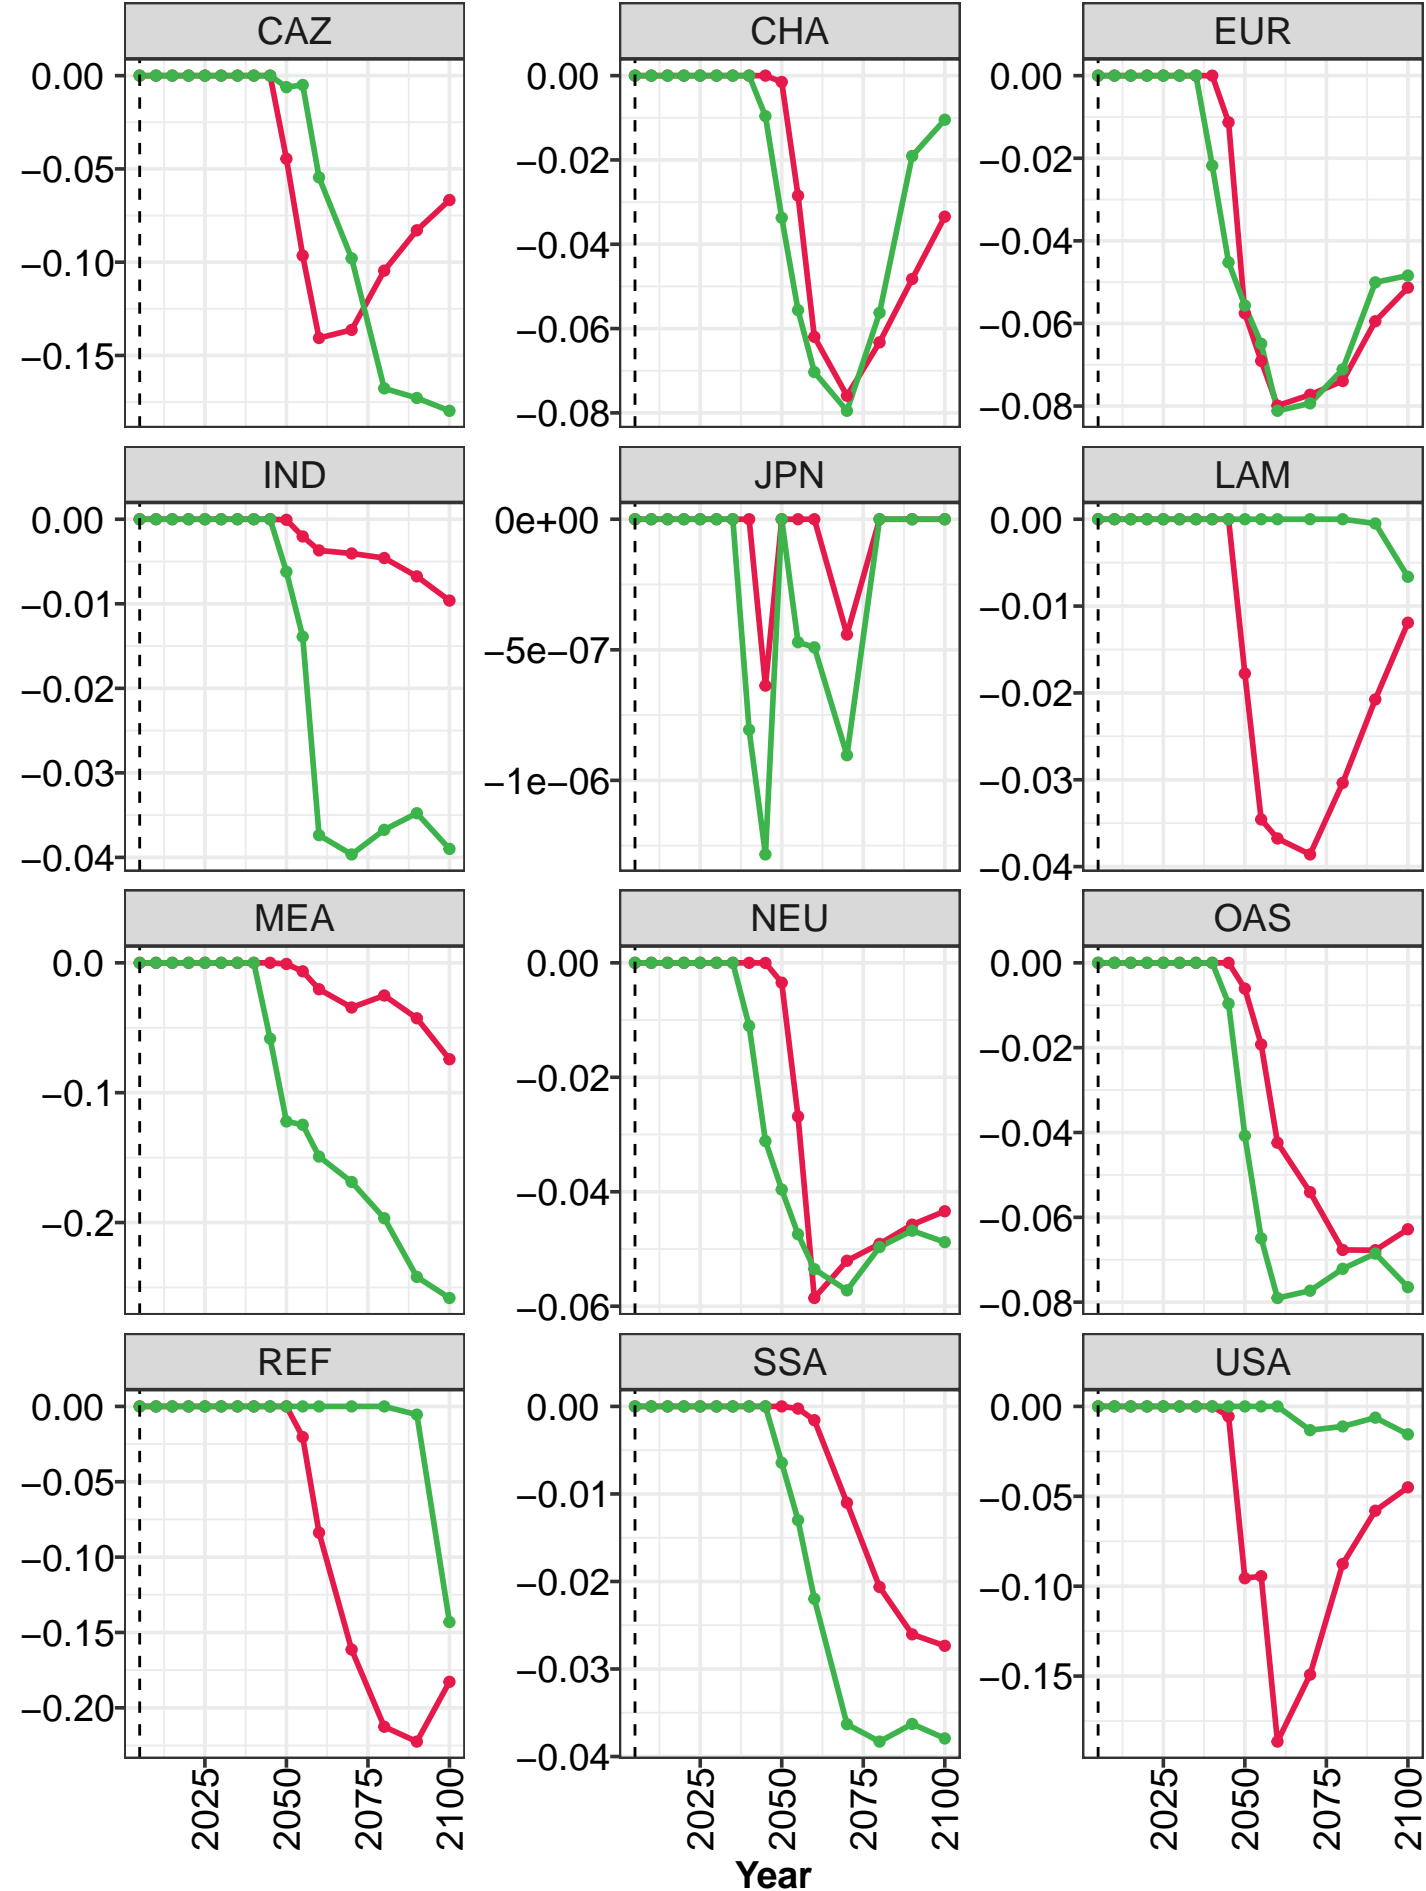 CAZ CHA EUR
0.00 0.00 0.00
−0.05 −0.02 −0.02
−0.10 −0.04 −0.04
−0.15 −0.06 −0.06
−0.08 −0.08
IND JPN LAM
0.00 0e+00 0.00
−0.01 −5e−07 −0.01
−0.02 −1e−06 −0.02
−0.03 −0.03
−0.04 −0.04
MEA NEU OAS
0.0 0.00 0.00
−0.1 −0.02 −0.02
−0.2 −0.04 −0.04
−0.06 −0.06
−0.08
REF SSA USA
0.00 0.00 0.00
−0.05 −0.01 −0.05
−0.10 −0.02 −0.10
−0.15 −0.03 −0.15
−0.20 −0.04
2025 2050 2075 2100 2025 2050 2075 2100 2025 2050 2075 2100
Year